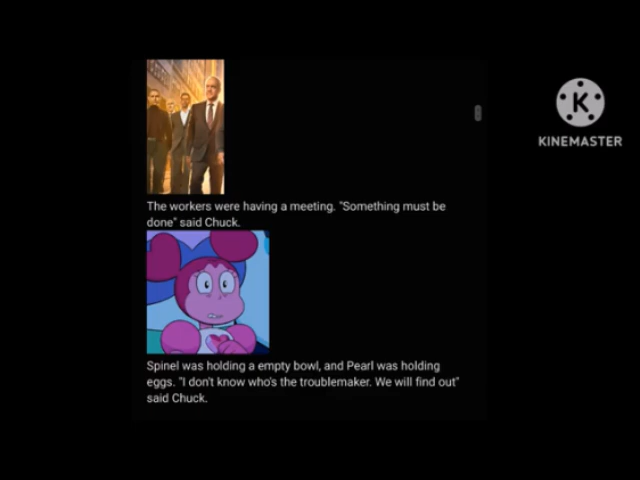 The workers were having a meeting. "Something must be
done" said Chuck.
Spinel was holding a empty bowl, and Pearl was holding
eggs. "I don't know who's the troublemaker. We will find out"
said Chuck.
K
KINEMASTER